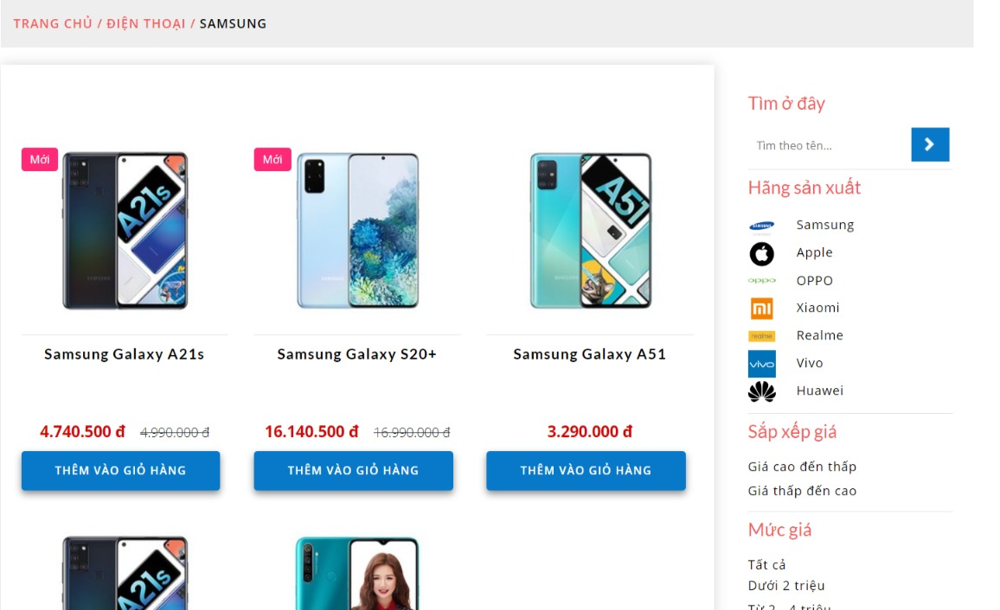 TRANG CHỦ / ĐIỆN THOẠI / SAMSUNG
Mới
A21s
Mới
A51
Samsung Galaxy A21s
Samsung Galaxy S20+
Samsung Galaxy A51
4.740.500 đ 4.990.000 đ
16.140.500 đ 16.990.000 đ
3.290.000 đ
THÊM VÀO GIỎ HÀNG
THÊM VÀO GIỎ HÀNG
THÊM VÀO GIỎ HÀNG
A21s
Tìm ở đây
Tìm theo tên...
Hãng sản xuất
SAMSUNG Samsung
Apple
oppo OPPO
mi Xiaomi
realme Realme
vivo Vivo
Huawei
Sắp xếp giá
Giá cao đến thấp
Giá thấp đến cao
Mức giá
Tất cả
Dưới 2 triệu
Từ 2 - 4 triệu